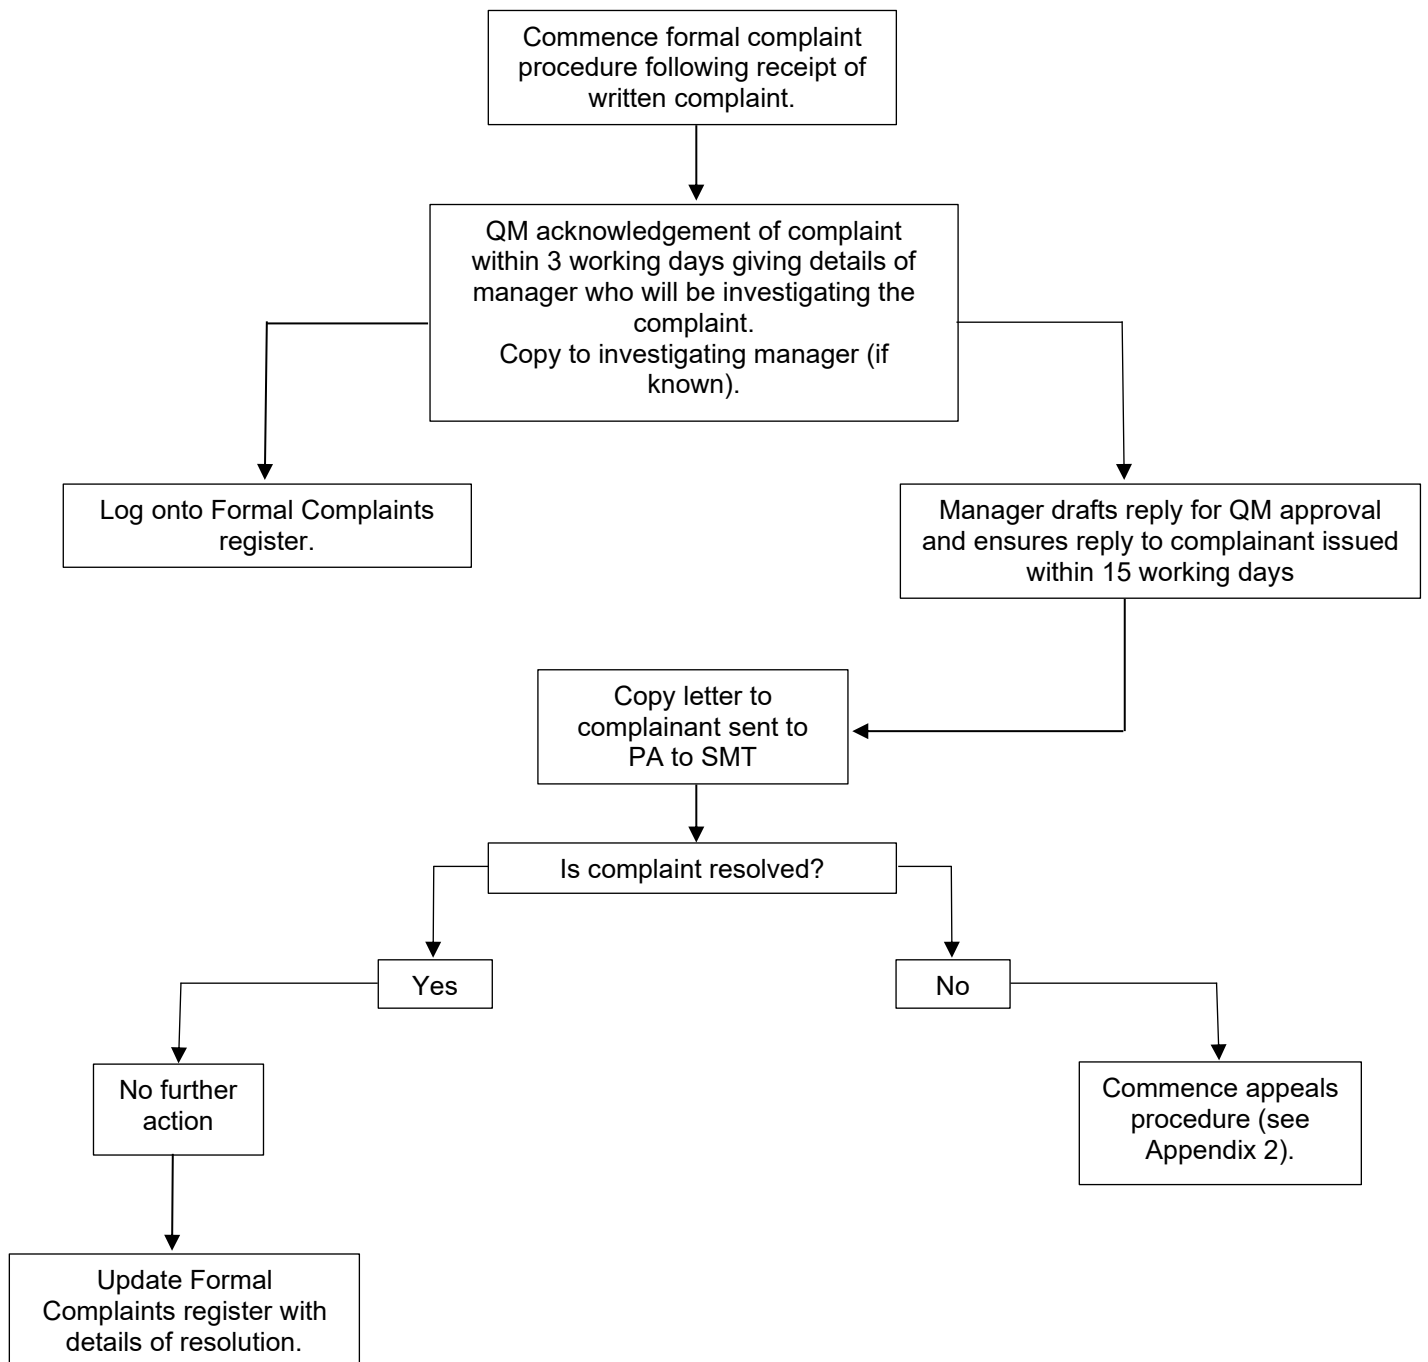 Commence formal complaint
procedure following receipt of
written complaint.
QM acknowledgement of complaint
within 3 working days giving details of
manager who will be investigating the
complaint.
Copy to investigating manager (if
known).
Log onto Formal Complaints
register.
Manager drafts reply for QM approval
and ensures reply to complainant issued
within 15 working days
Copy letter to
complainant sent to
PA to SMT
Is complaint resolved?
Yes
No
No further
action
Commence appeals
procedure (see
Appendix 2).
Update Formal
Complaints register with
details of resolution.